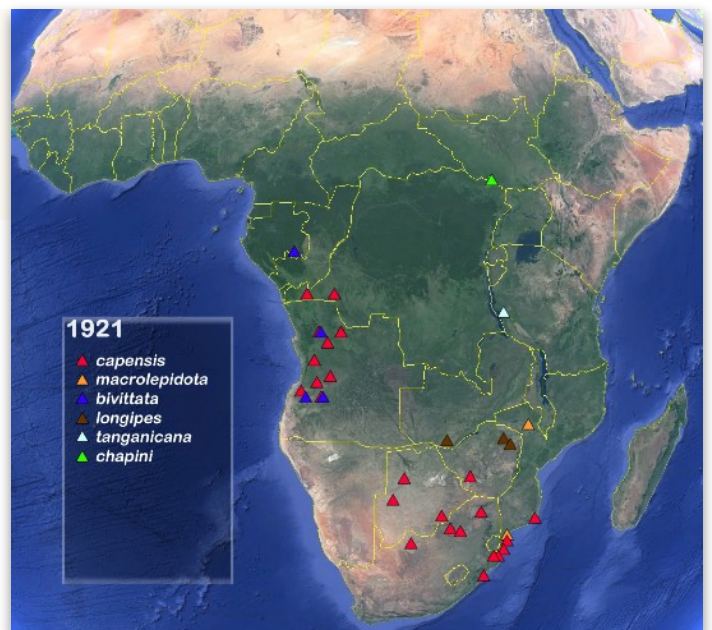 1921
capensis
macrolepidota
bivittata
longipes
tanganicana
chapini